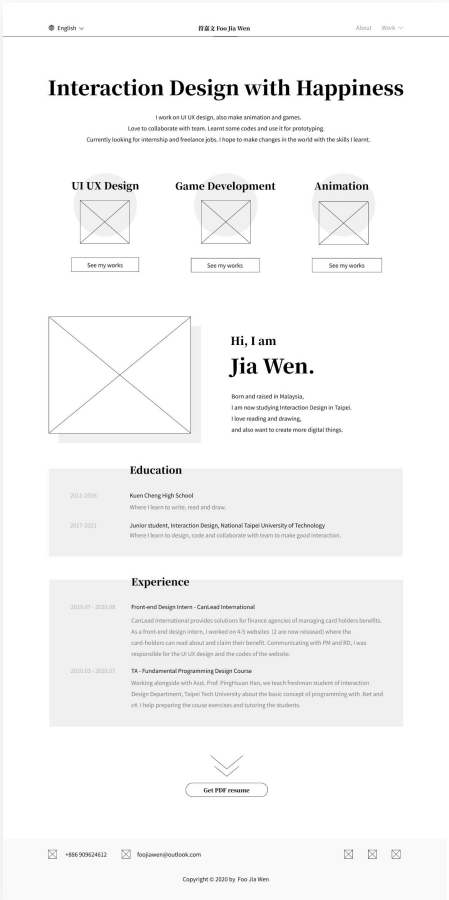 English
符嘉文 Foo Jia Wen
About
Work
Interaction Design with Happiness
I work on UI UX design, also make animation and games.
Love to collaborate with team. Learnt some codes and use it for prototyping.
Currently looking for internship and freelance jobs. I hope to make changes in the world with the skills I learnt.
UI UX Design
Game Development
Animation
See my works
See my works
See my works
Hi, I am
Jia Wen.
Born and raised in Malaysia,
I am now studying Interaction Design in Taipei.
I love reading and drawing,
and also want to create more digital things.
Education
2011-2016
Kuen Cheng High School
Where I learn to write, read and draw.
2017-2021
Junior student, Interaction Design, National Taipei University of Technology
Where I learn to design, code and collaborate with team to make good interaction.
Experience
2019.07 - 2020.09
Front-end Design Intern - CanLead International
CanLead International provides solutions for finance agencies of managing card holders benefits.
As a front-end design intern, I worked on 4-5 websites (2 are now released) where the
card-holders can read about and claim their benefit. Communicating with PM and RD, I was
responsible for the UI UX design and the codes of the website.
2020.03 - 2020.07
TA - Fundamental Programming Design Course
Working alongside with Asst. Prof. PingHsuan Han, we teach freshman student of Interaction
Design Department, Taipei Tech University about the basic concept of programming with .Net and
c#. I help preparing the couse exercises and tutoring the students.
Get PDF resume
+886 909624612
foojiawen@outlook.com
Copyright © 2020 by Foo Jia Wen